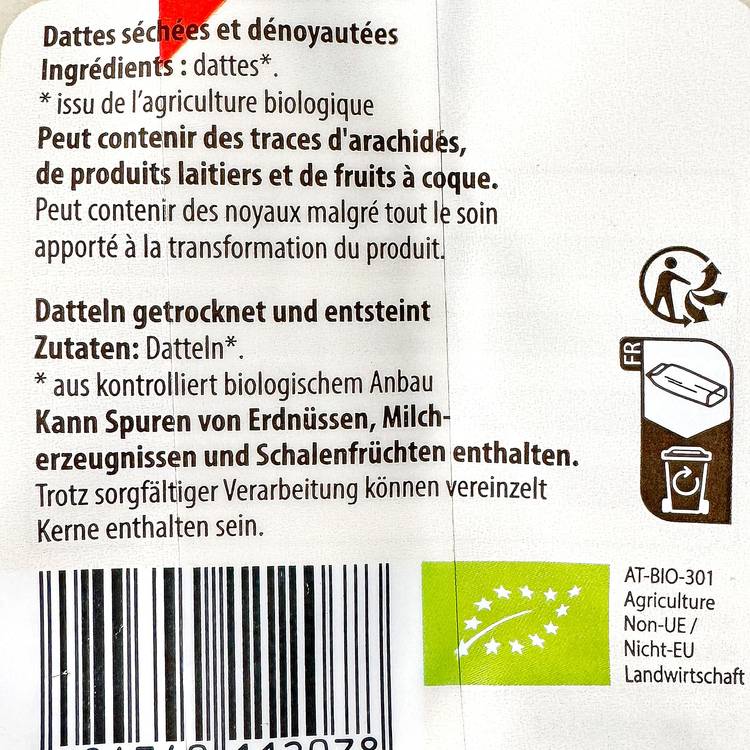 Dattes séchées et dénoyautées
Ingrédients : dattes*.
* issu de l'agriculture biologique
Peut contenir des traces d'arachides,
de produits laitiers et de fruits à coque.
Peut contenir des noyaux malgré tout le soin
apporté à la transformation du produit.
Datteln getrocknet und entsteint
Zutaten: Datteln*.
* aus kontrolliert biologischem Anbau
Kann Spuren von Erdnüssen, Milch-
erzeugnissen und Schalenfrüchten enthalten.
Trotz sorgfältiger Verarbeitung können vereinzelt
Kerne enthalten sein.
FR
AT-BIO-301
Agriculture
Non-UE /
Nicht-EU
Landwirtschaft